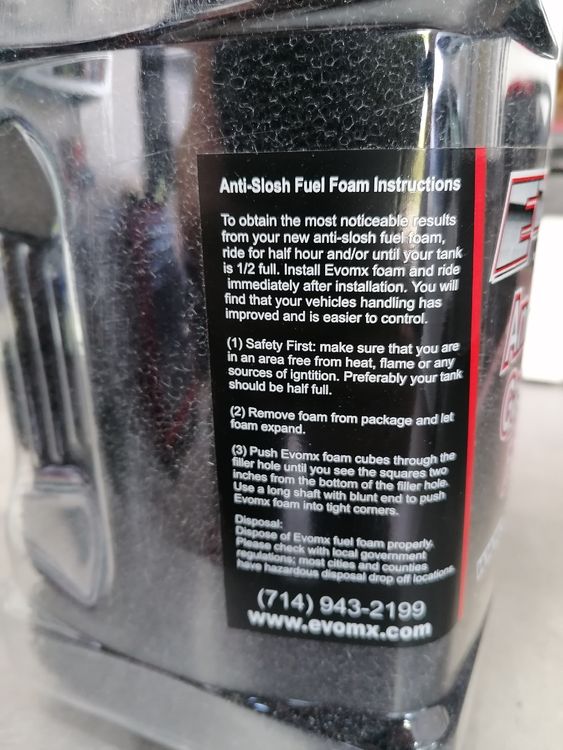 Anti-Slosh Fuel Foam Instructions
To obtain the most noticeable results
from your new anti-slosh fuel foam,
ride for half hour and/or until your tank
is 1/2 full. Install Evomx foam and ride
immediately after installation. You will
find that your vehicles handling has
improved and is easier to control.
(1) Safety First: make sure that you are
in an area free from heat, flame or any
sources of igntition. Preferably your tank
should be half full.
(2) Remove foam from package and let
foam expand.
(3) Push Evomx foam cubes through the
filler hole until you see the squares two
inches from the bottom of the filler hole.
Use a long shaft with blunt end to push
Evomx foam into tight corners.
Disposal:
Dispose of Evomx fuel foam properly.
Please check with local government
regulations; most cities and counties
have hazardous disposal drop off locations.
(714) 943-2199
www.evomx.com